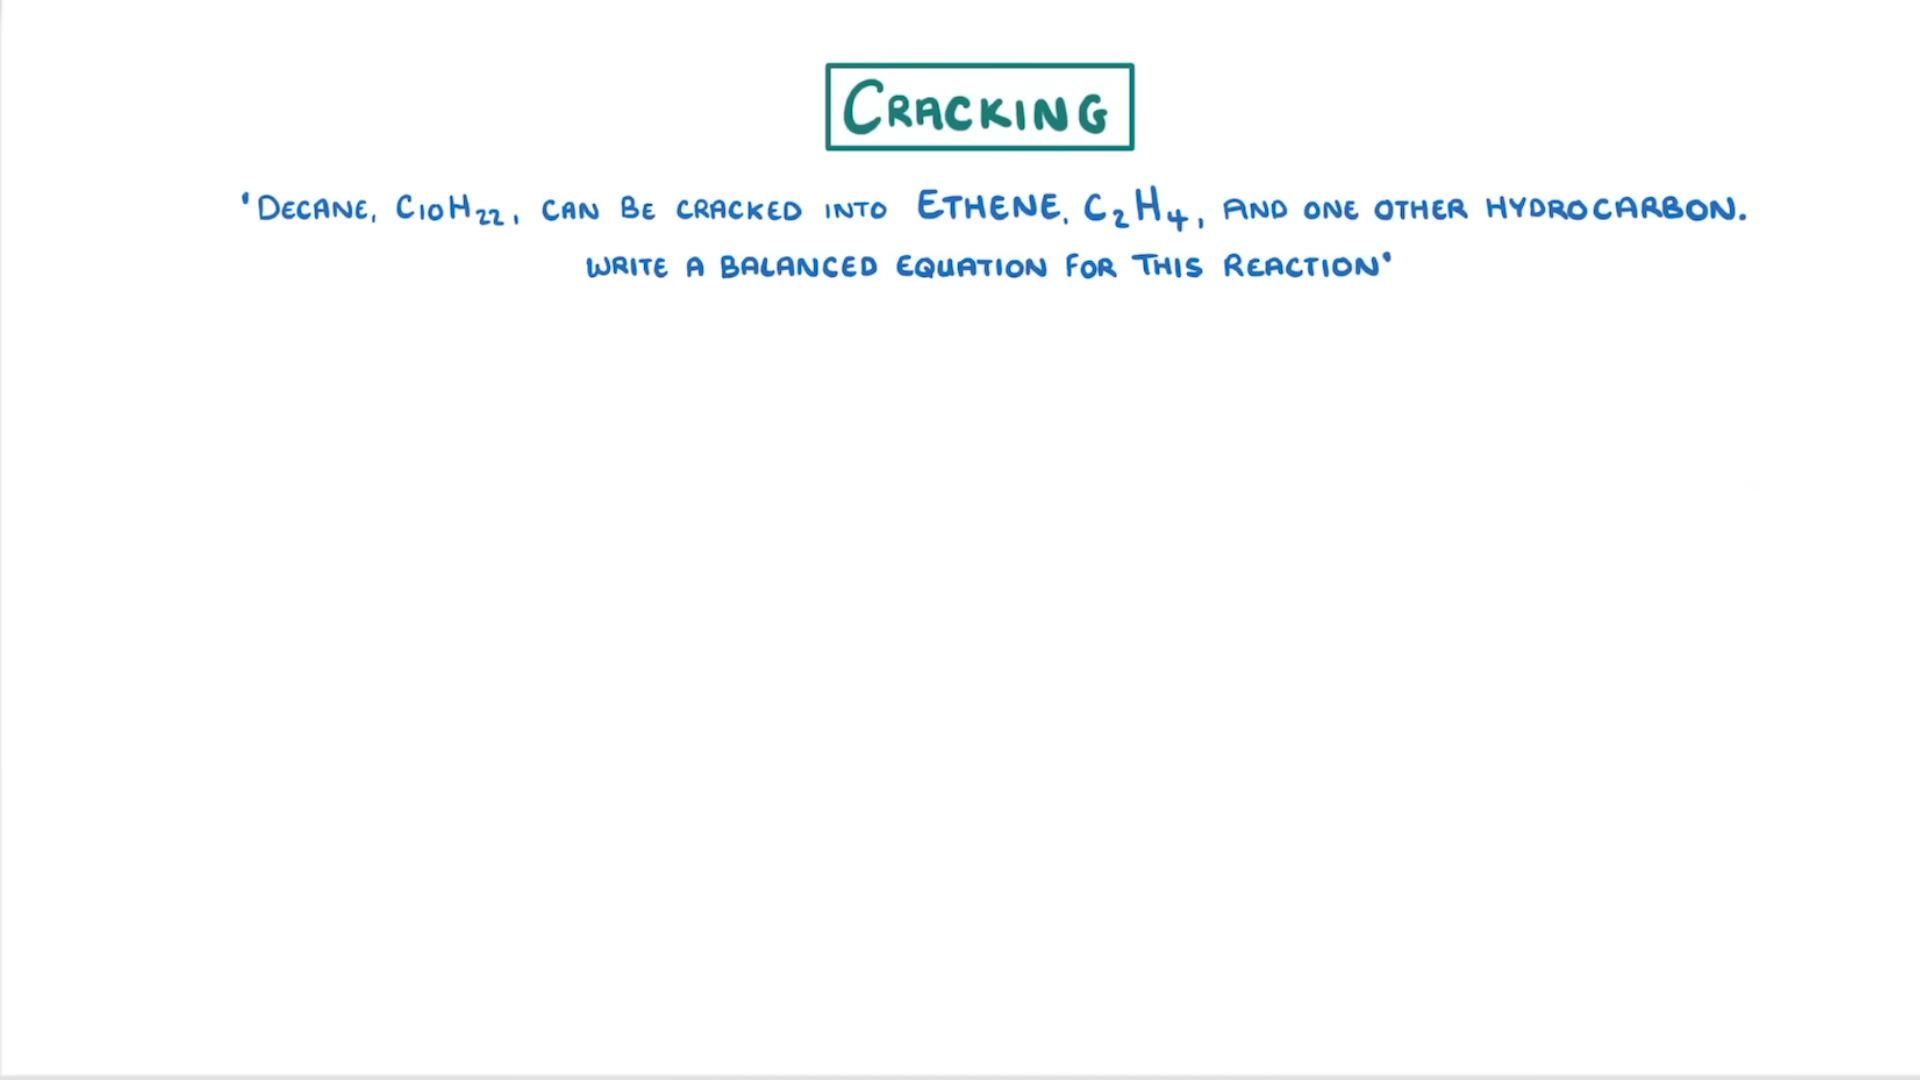 CRACKING
'DECANE, C₁₀H₂₂, CAN BE CRACKED INTO ETHENE, C₂H₄, AND ONE OTHER HYDROCARBON.
WRITE A BALANCED EQUATION FOR THIS REACTION'